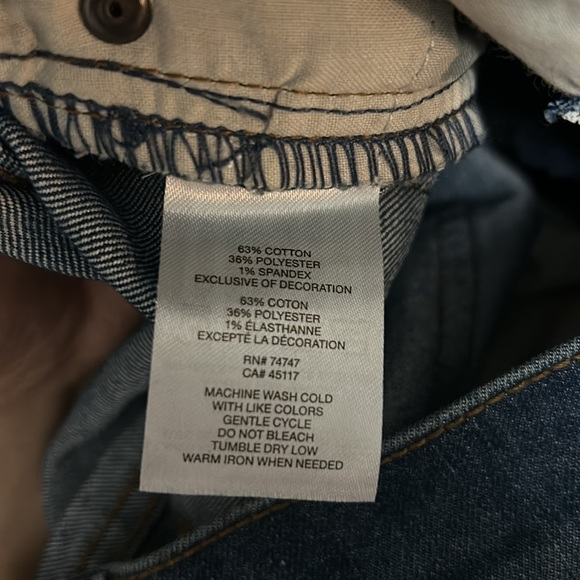 63% COTTON
36% POLYESTER
1% SPANDEX
EXCLUSIVE OF DECORATION
63% COTON
36% POLYESTER
1% ÉLASTHANNE
EXCEPTÉ LA DÉCORATION
RN# 74747
CA# 45117
MACHINE WASH COLD
WITH LIKE COLORS
GENTLE CYCLE
DO NOT BLEACH
TUMBLE DRY LOW
WARM IRON WHEN NEEDED